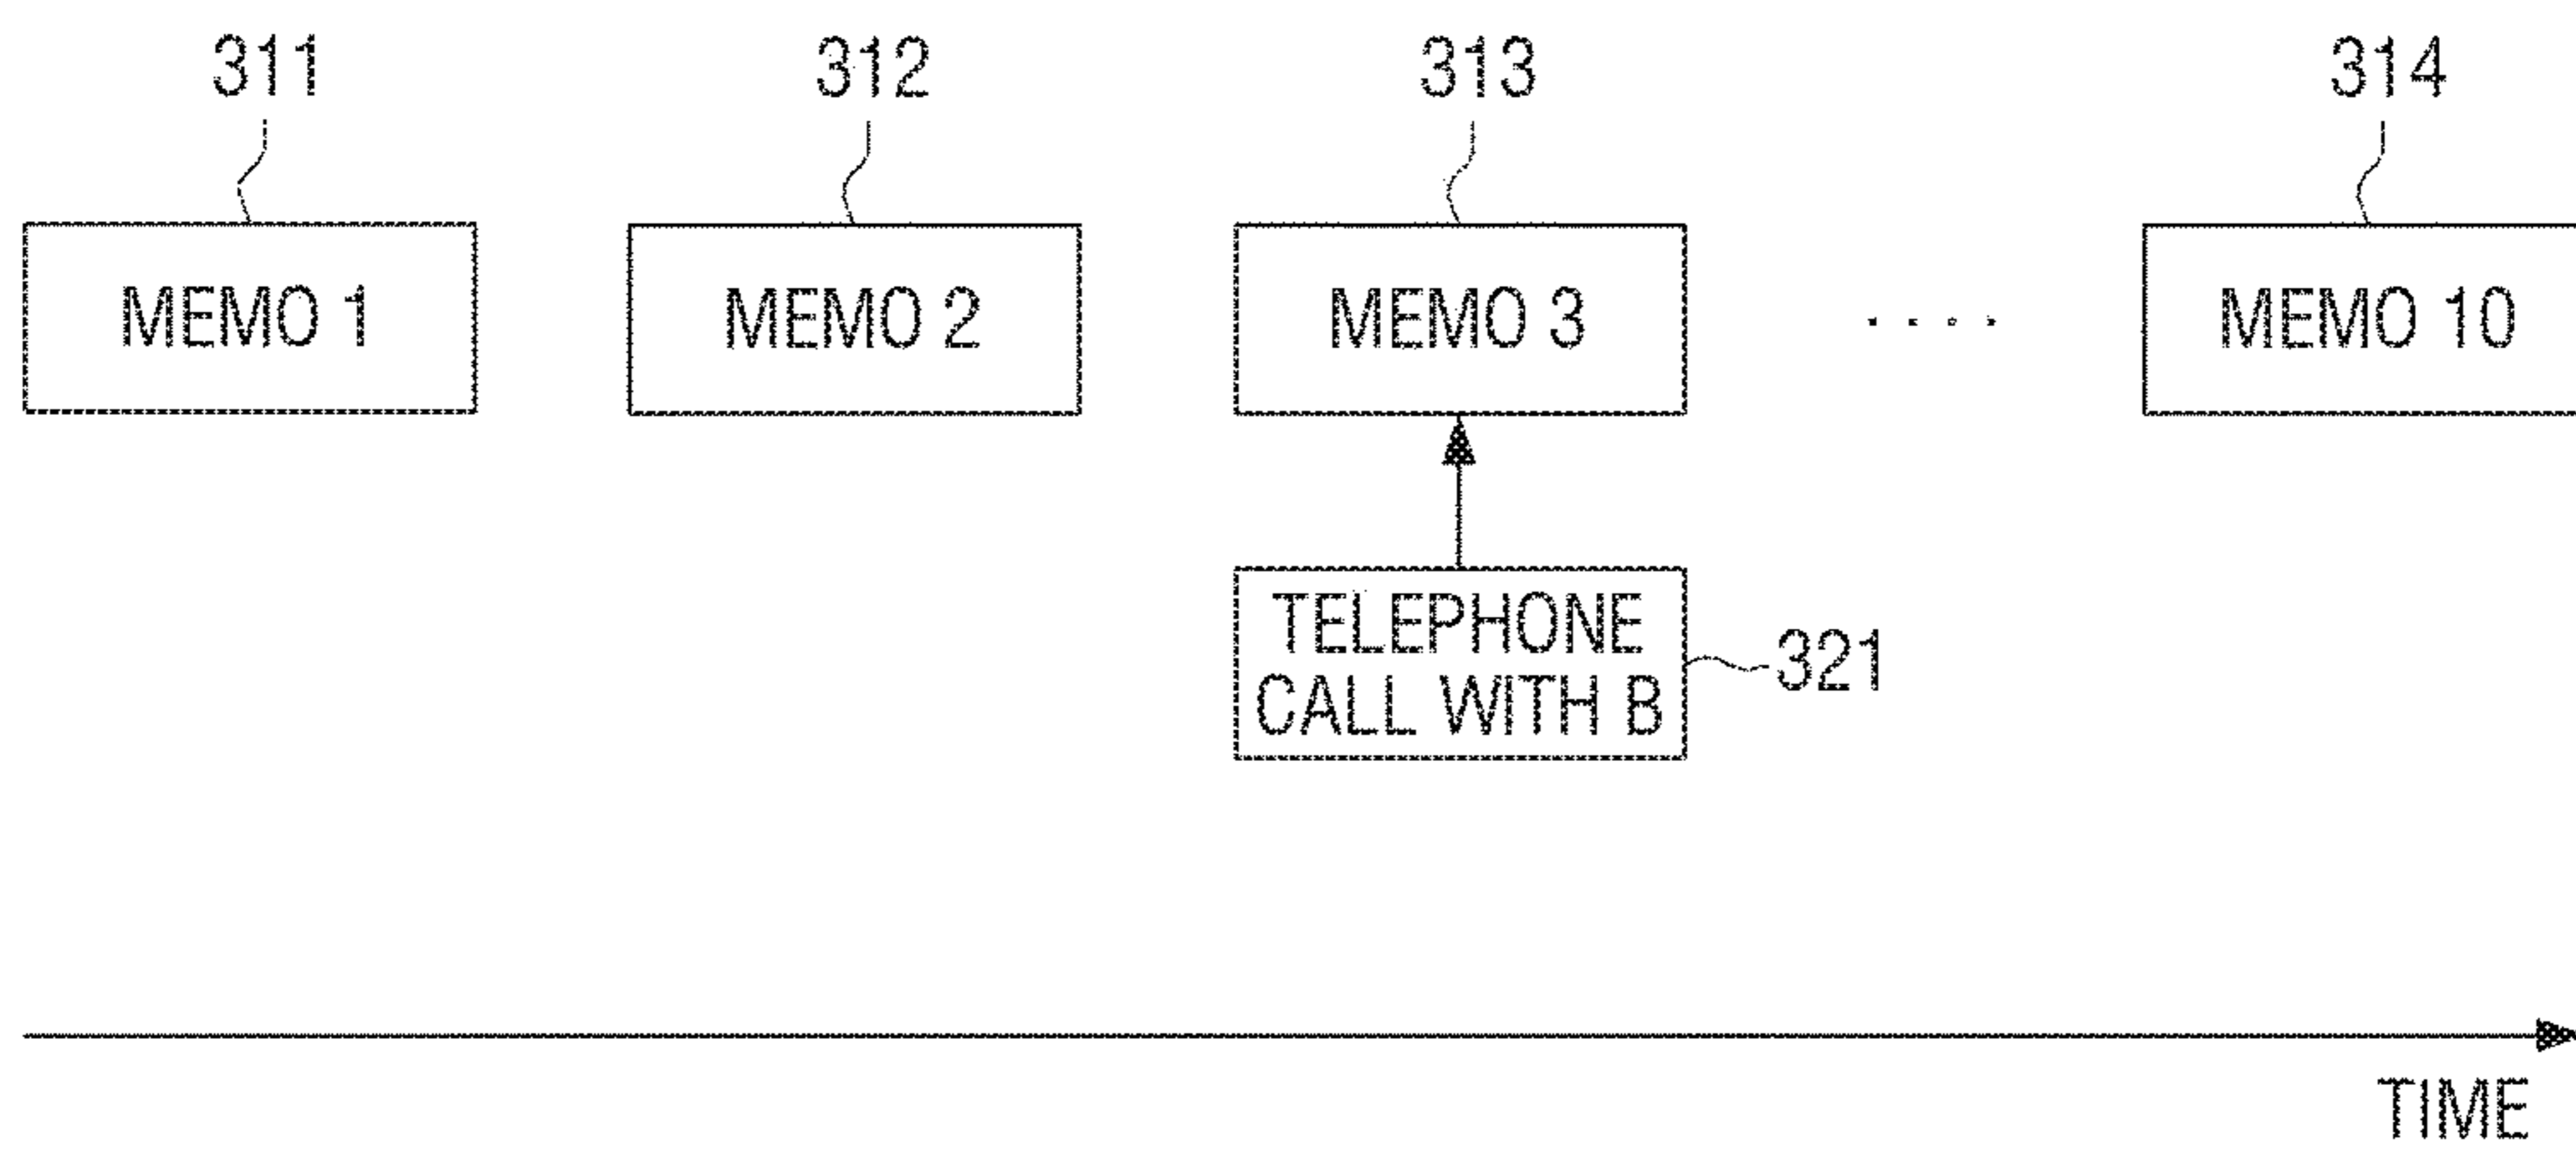 311 312 313 314
MEMO 1 MEMO 2 MEMO 3 .... MEMO 10
TELEPHONE
CALL WITH B
321
TIME